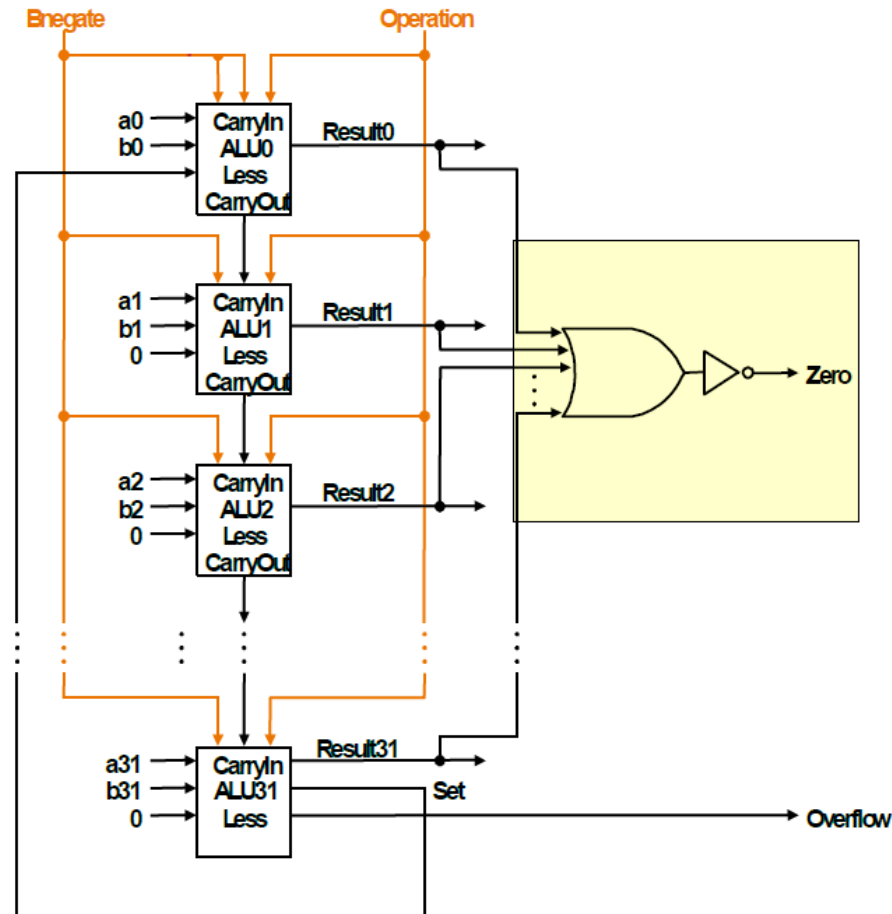 Bnegate Operation
a0 CarryIn Result0
b0 ALU0
Less
CarryOut
a1 CarryIn Result1
b1 ALU1
0 Less
CarryOut
Zero
a2 CarryIn Result2
b2 ALU2
0 Less
CarryOut
a31 CarryIn Result31
b31 ALU31 Set
0 Less Overflow